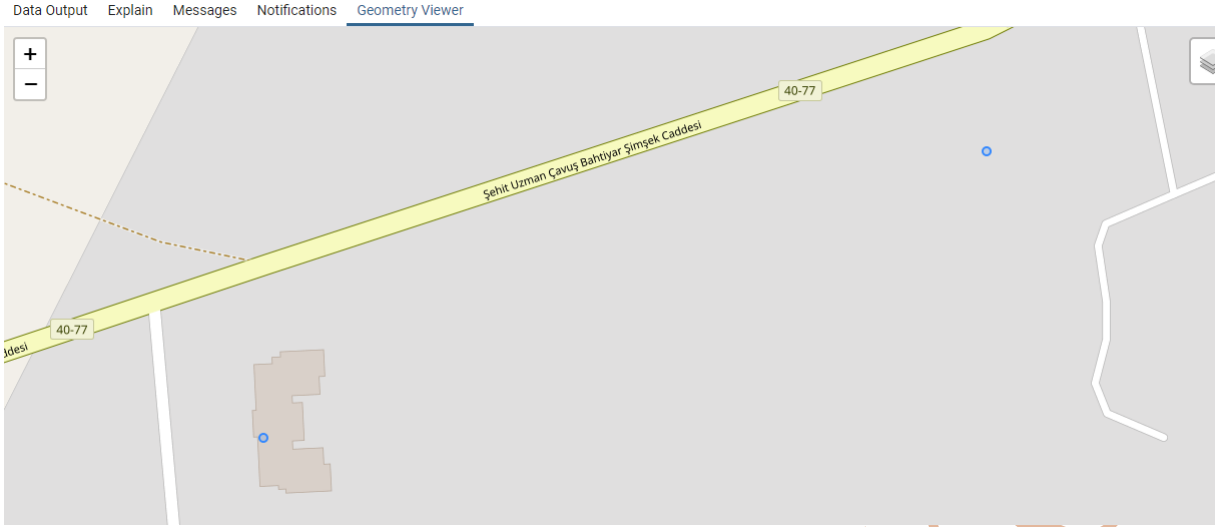 Data Output Explain Messages Notifications Geometry Viewer
+
−
40-77
Şehit Uzman Çavuş Bahtiyar Şimşek Caddesi
40-77
ddesi